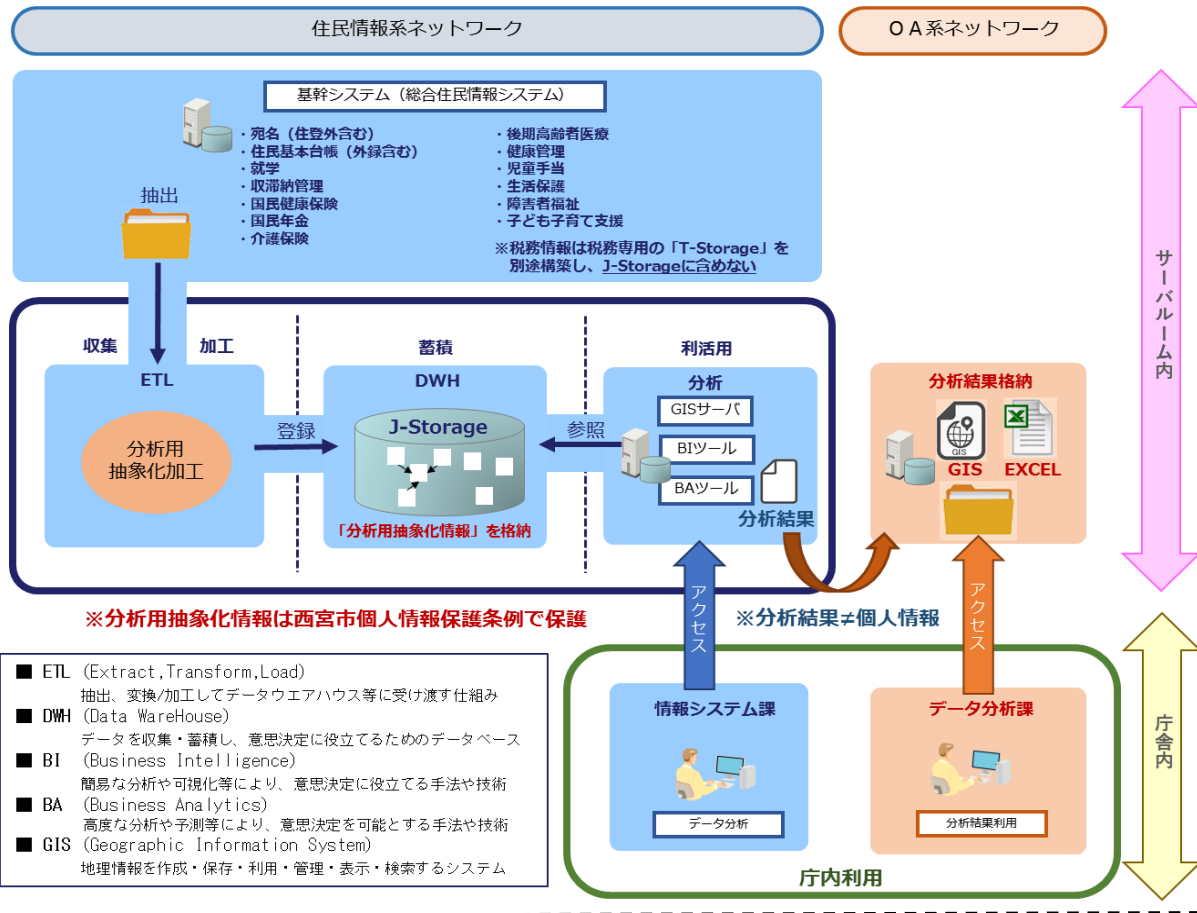 住民情報系ネットワーク
ＯＡ系ネットワーク
基幹システム（総合住民情報システム）
・宛名（住登外含む）
・住民基本台帳（外録含む）
・就学
・収滞納管理
・国民健康保険
・国民年金
・介護保険
・後期高齢者医療
・健康管理
・児童手当
・生活保護
・障害者福祉
・子ども子育て支援
※税務情報は税務専用の「T-Storage」を
別途構築し、J-Storageに含めない
抽出
サーバルーム内
収集
加工
ETL
分析用
抽象化加工
登録
蓄積
DWH
J-Storage
「分析用抽象化情報」を格納
参照
利活用
分析
GISサーバ
BIツール
BAツール
分析結果
分析結果格納
GIS
GIS
EXCEL
アクセス
アクセス
※分析用抽象化情報は西宮市個人情報保護条例で保護
※分析結果≠個人情報
■ ETL (Extract,Transform,Load)
抽出、変換/加工してデータウエアハウス等に受け渡す仕組み
■ DWH (Data WareHouse)
データを収集・蓄積し、意思決定に役立てるためのデータベース
■ BI (Business Intelligence)
簡易な分析や可視化等により、意思決定に役立てる手法や技術
■ BA (Business Analytics)
高度な分析や予測等により、意思決定を可能とする手法や技術
■ GIS (Geographic Information System)
地理情報を作成・保存・利用・管理・表示・検索するシステム
情報システム課
データ分析
データ分析課
分析結果利用
庁内利用
庁舎内